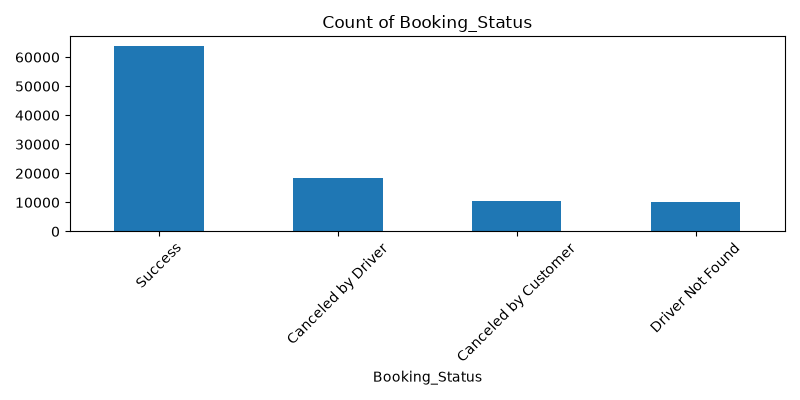 Count of Booking_Status
60000
50000
40000
30000
20000
10000
0
Success
Canceled by Driver
Canceled by Customer
Driver Not Found
Booking_Status